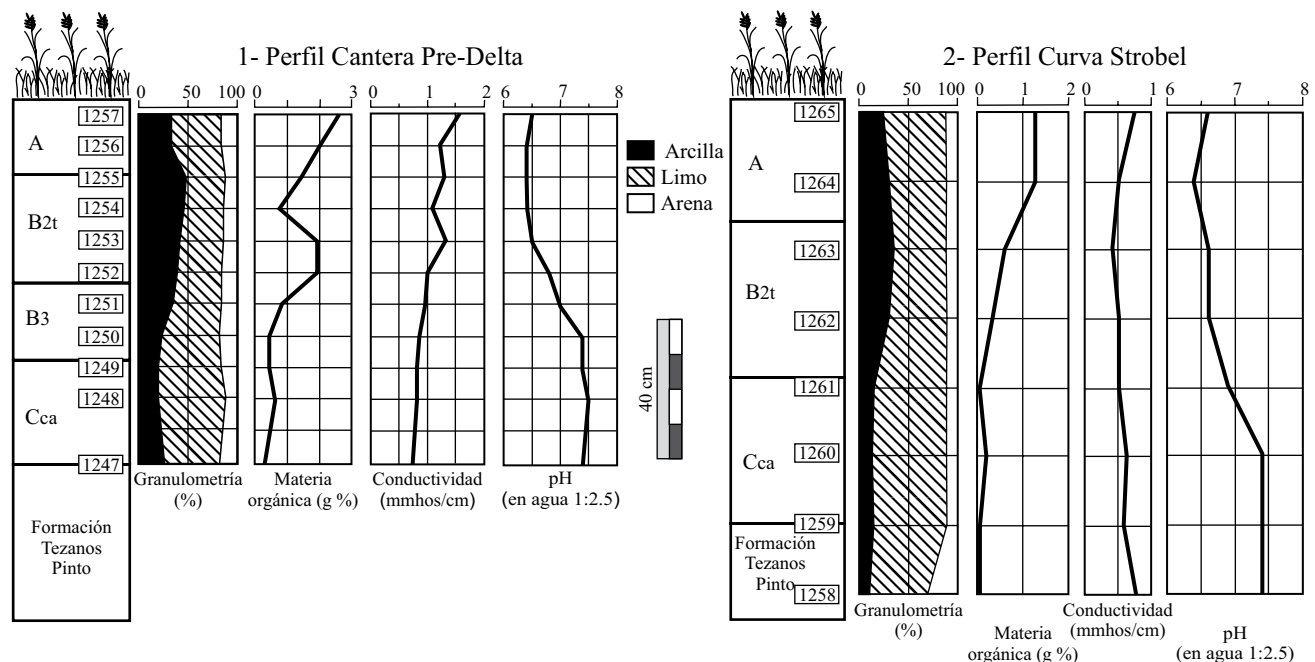 1- Perfil Cantera Pre-Delta
0 50 100
0 3
0 1 2
6 7 8
A
B2t
B3
Cca
Formación
Tezanos
Pinto
1257
1256
1255
1254
1253
1252
1251
1250
1249
1248
1247
Granulometría
(%)
Materia
orgánica (g %)
Conductividad
(mmhos/cm)
pH
(en agua 1:2.5)
Arcilla
Limo
Arena
40 cm
2- Perfil Curva Strobel
0 50 100
0 1 2
0 1
6 7 8
A
B2t
Cca
Formación
Tezanos
Pinto
1265
1264
1263
1262
1261
1260
1259
1258
Granulometría
(%)
Materia
orgánica (g %)
Conductividad
(mmhos/cm)
pH
(en agua 1:2.5)